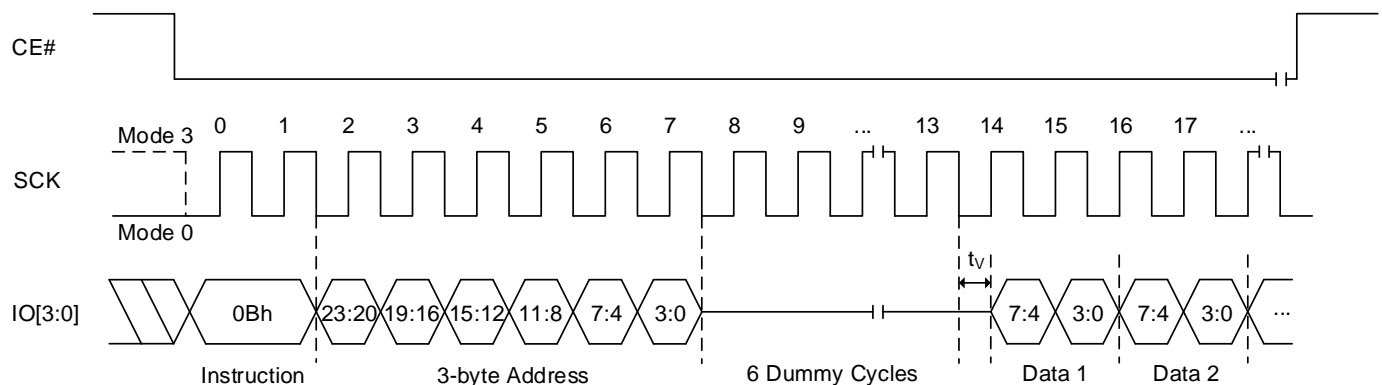 CE#
Mode 3 0 1 2 3 4 5 6 7 8 9 ... 13 14 15 16 17 ...
SCK
Mode 0
tV
IO[3:0] 0Bh 23:20 19:16 15:12 11:8 7:4 3:0 7:4 3:0 7:4 3:0 ...
Instruction 3-byte Address 6 Dummy Cycles Data 1 Data 2